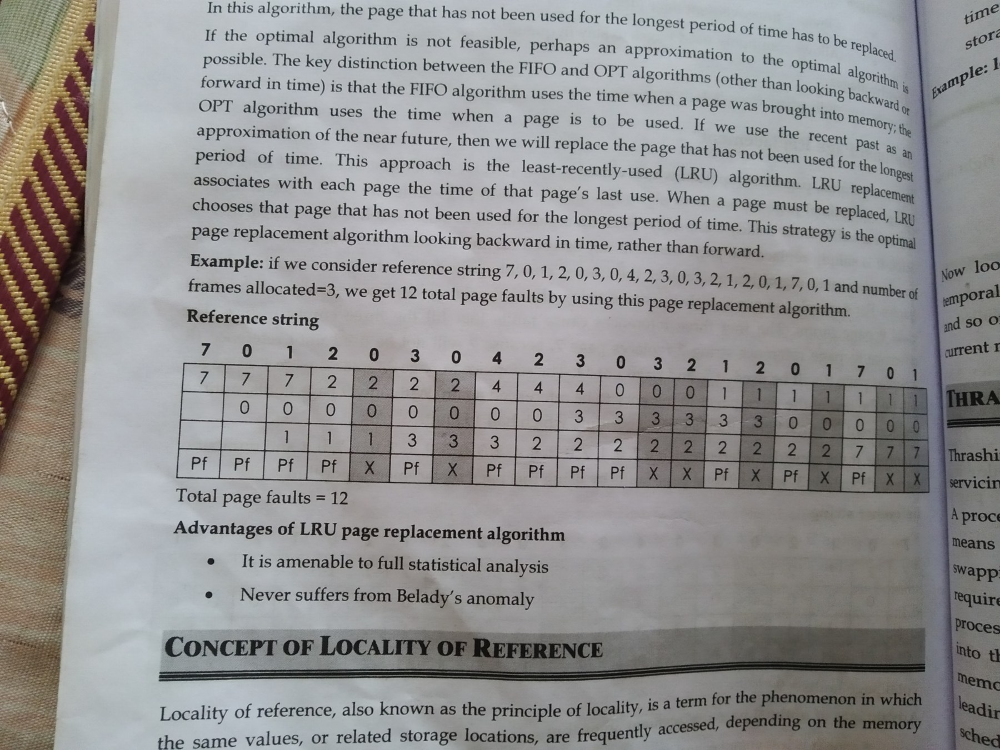 In this algorithm, the page that has not been used for the longest period of time has to be replaced.
If the optimal algorithm is not feasible, perhaps an approximation to the optimal algorithm is
possible. The key distinction between the FIFO and OPT algorithms (other than looking backward or
forward in time) is that the FIFO algorithm uses the time when a page was brought into memory; the
OPT algorithm uses the time when a page is to be used. If we use the recent past as an
approximation of the near future, then we will replace the page that has not been used for the longest
period of time. This approach is the least-recently-used (LRU) algorithm. LRU replacement
associates with each page the time of that page's last use. When a page must be replaced, LRU
chooses that page that has not been used for the longest period of time. This strategy is the optimal
page replacement algorithm looking backward in time, rather than forward.
Example: if we consider reference string 7, 0, 1, 2, 0, 3, 0, 4, 2, 3, 0, 3, 2, 1, 2, 0, 1, 7, 0, 1 and number of
frames allocated=3, we get 12 total page faults by using this page replacement algorithm.
Reference string
7 0 1 2 0 3 0 4 2 3 0 3 2 1 2 0 1 7 0 1
7 7 7 2 2 2 2 4 4 4 0 0 0 1 1 1 1 1 1 1
0 0 0 0 0 0 0 0 3 3 3 3 3 3 0 0 0 0 0
1 1 1 3 3 3 2 2 2 2 2 2 2 2 2 7 7 7
Pf Pf Pf Pf X Pf X Pf Pf Pf Pf X X Pf X Pf X Pf X X
Total page faults = 12
Advantages of LRU page replacement algorithm
• It is amenable to full statistical analysis
• Never suffers from Belady's anomaly
CONCEPT OF LOCALITY OF REFERENCE
Locality of reference, also known as the principle of locality, is a term for the phenomenon in which
the same values, or related storage locations, are frequently accessed, depending on the memory
time
Example:
Now
and so
current
A
means
into